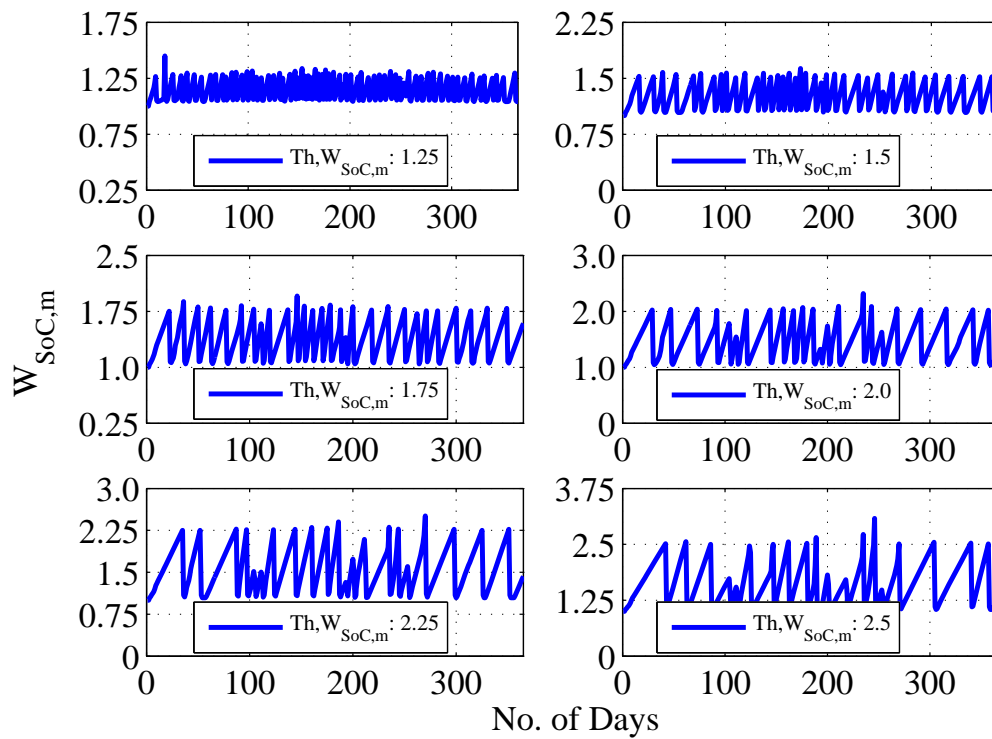 W_SoC,m
1.75
1.25
0.75
0.25
0 100 200 300
Th,W_SoC,m: 1.25
2.25
1.5
0.75
0
0 100 200 300
Th,W_SoC,m: 1.5
2.5
1.75
1.0
0.25
0 100 200 300
Th,W_SoC,m: 1.75
3.0
2.0
1.0
0
0 100 200 300
Th,W_SoC,m: 2.0
3.0
2.25
1.5
0.75
0
0 100 200 300
Th,W_SoC,m: 2.25
3.75
2.5
1.25
0
0 100 200 300
Th,W_SoC,m: 2.5
No. of Days